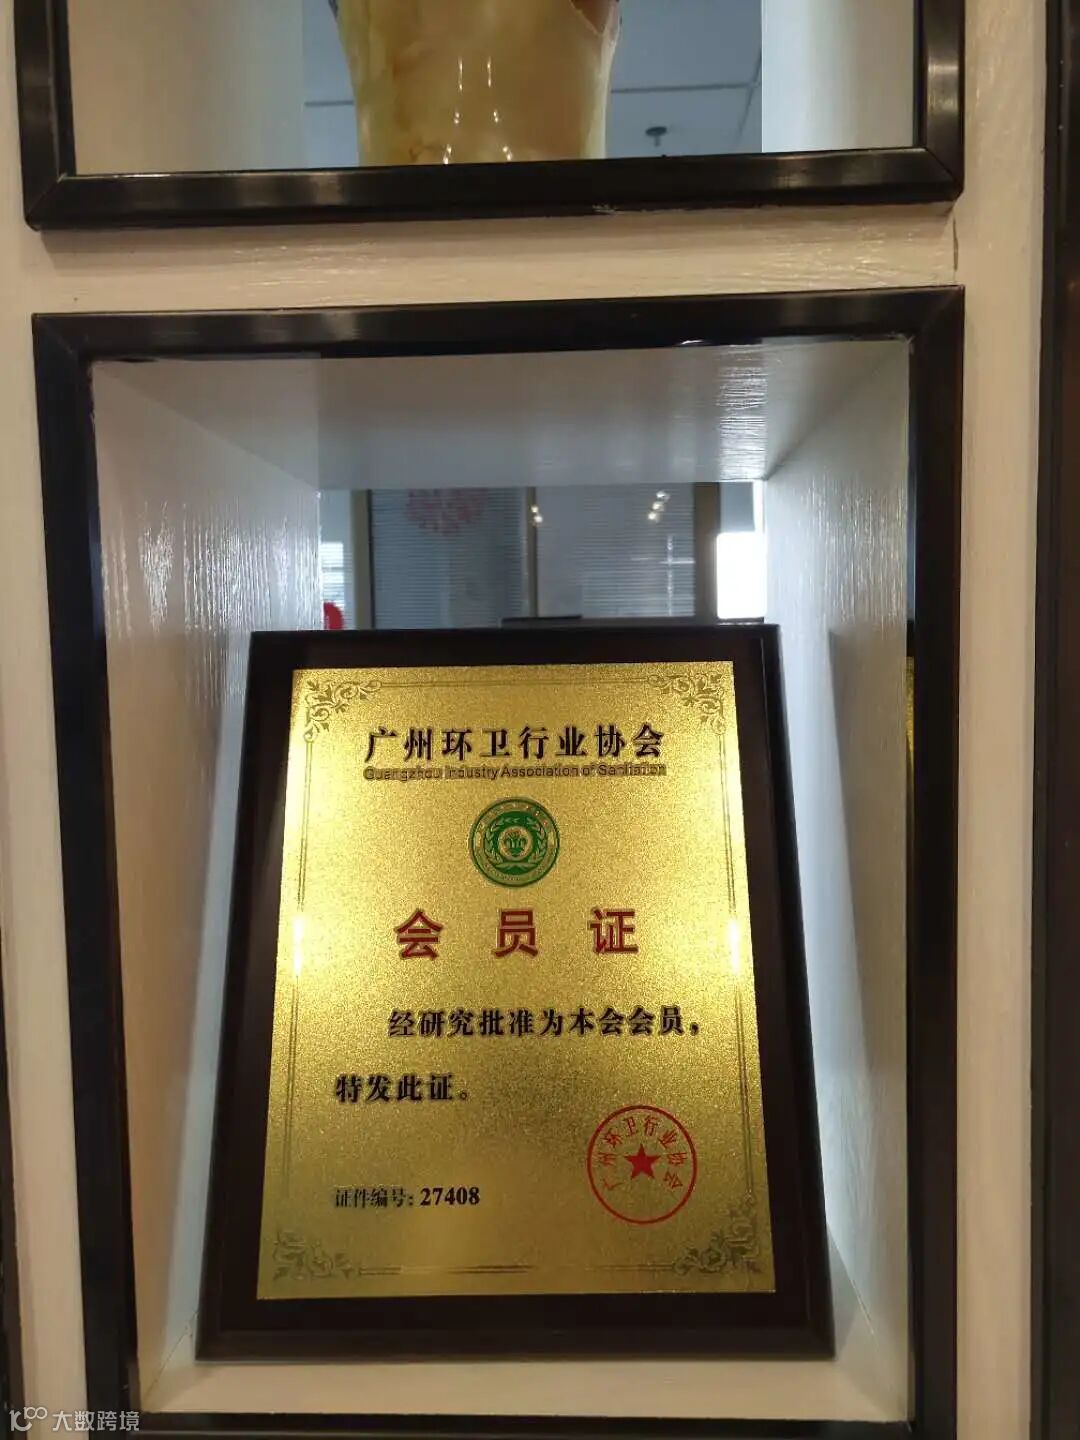 广州环卫行业协会
Guangzhou Industry Association of Sanitation
会员证
经研究批准为本会会员，
特发此证。
广州环卫行业协会
证件编号：27408
大数跨境